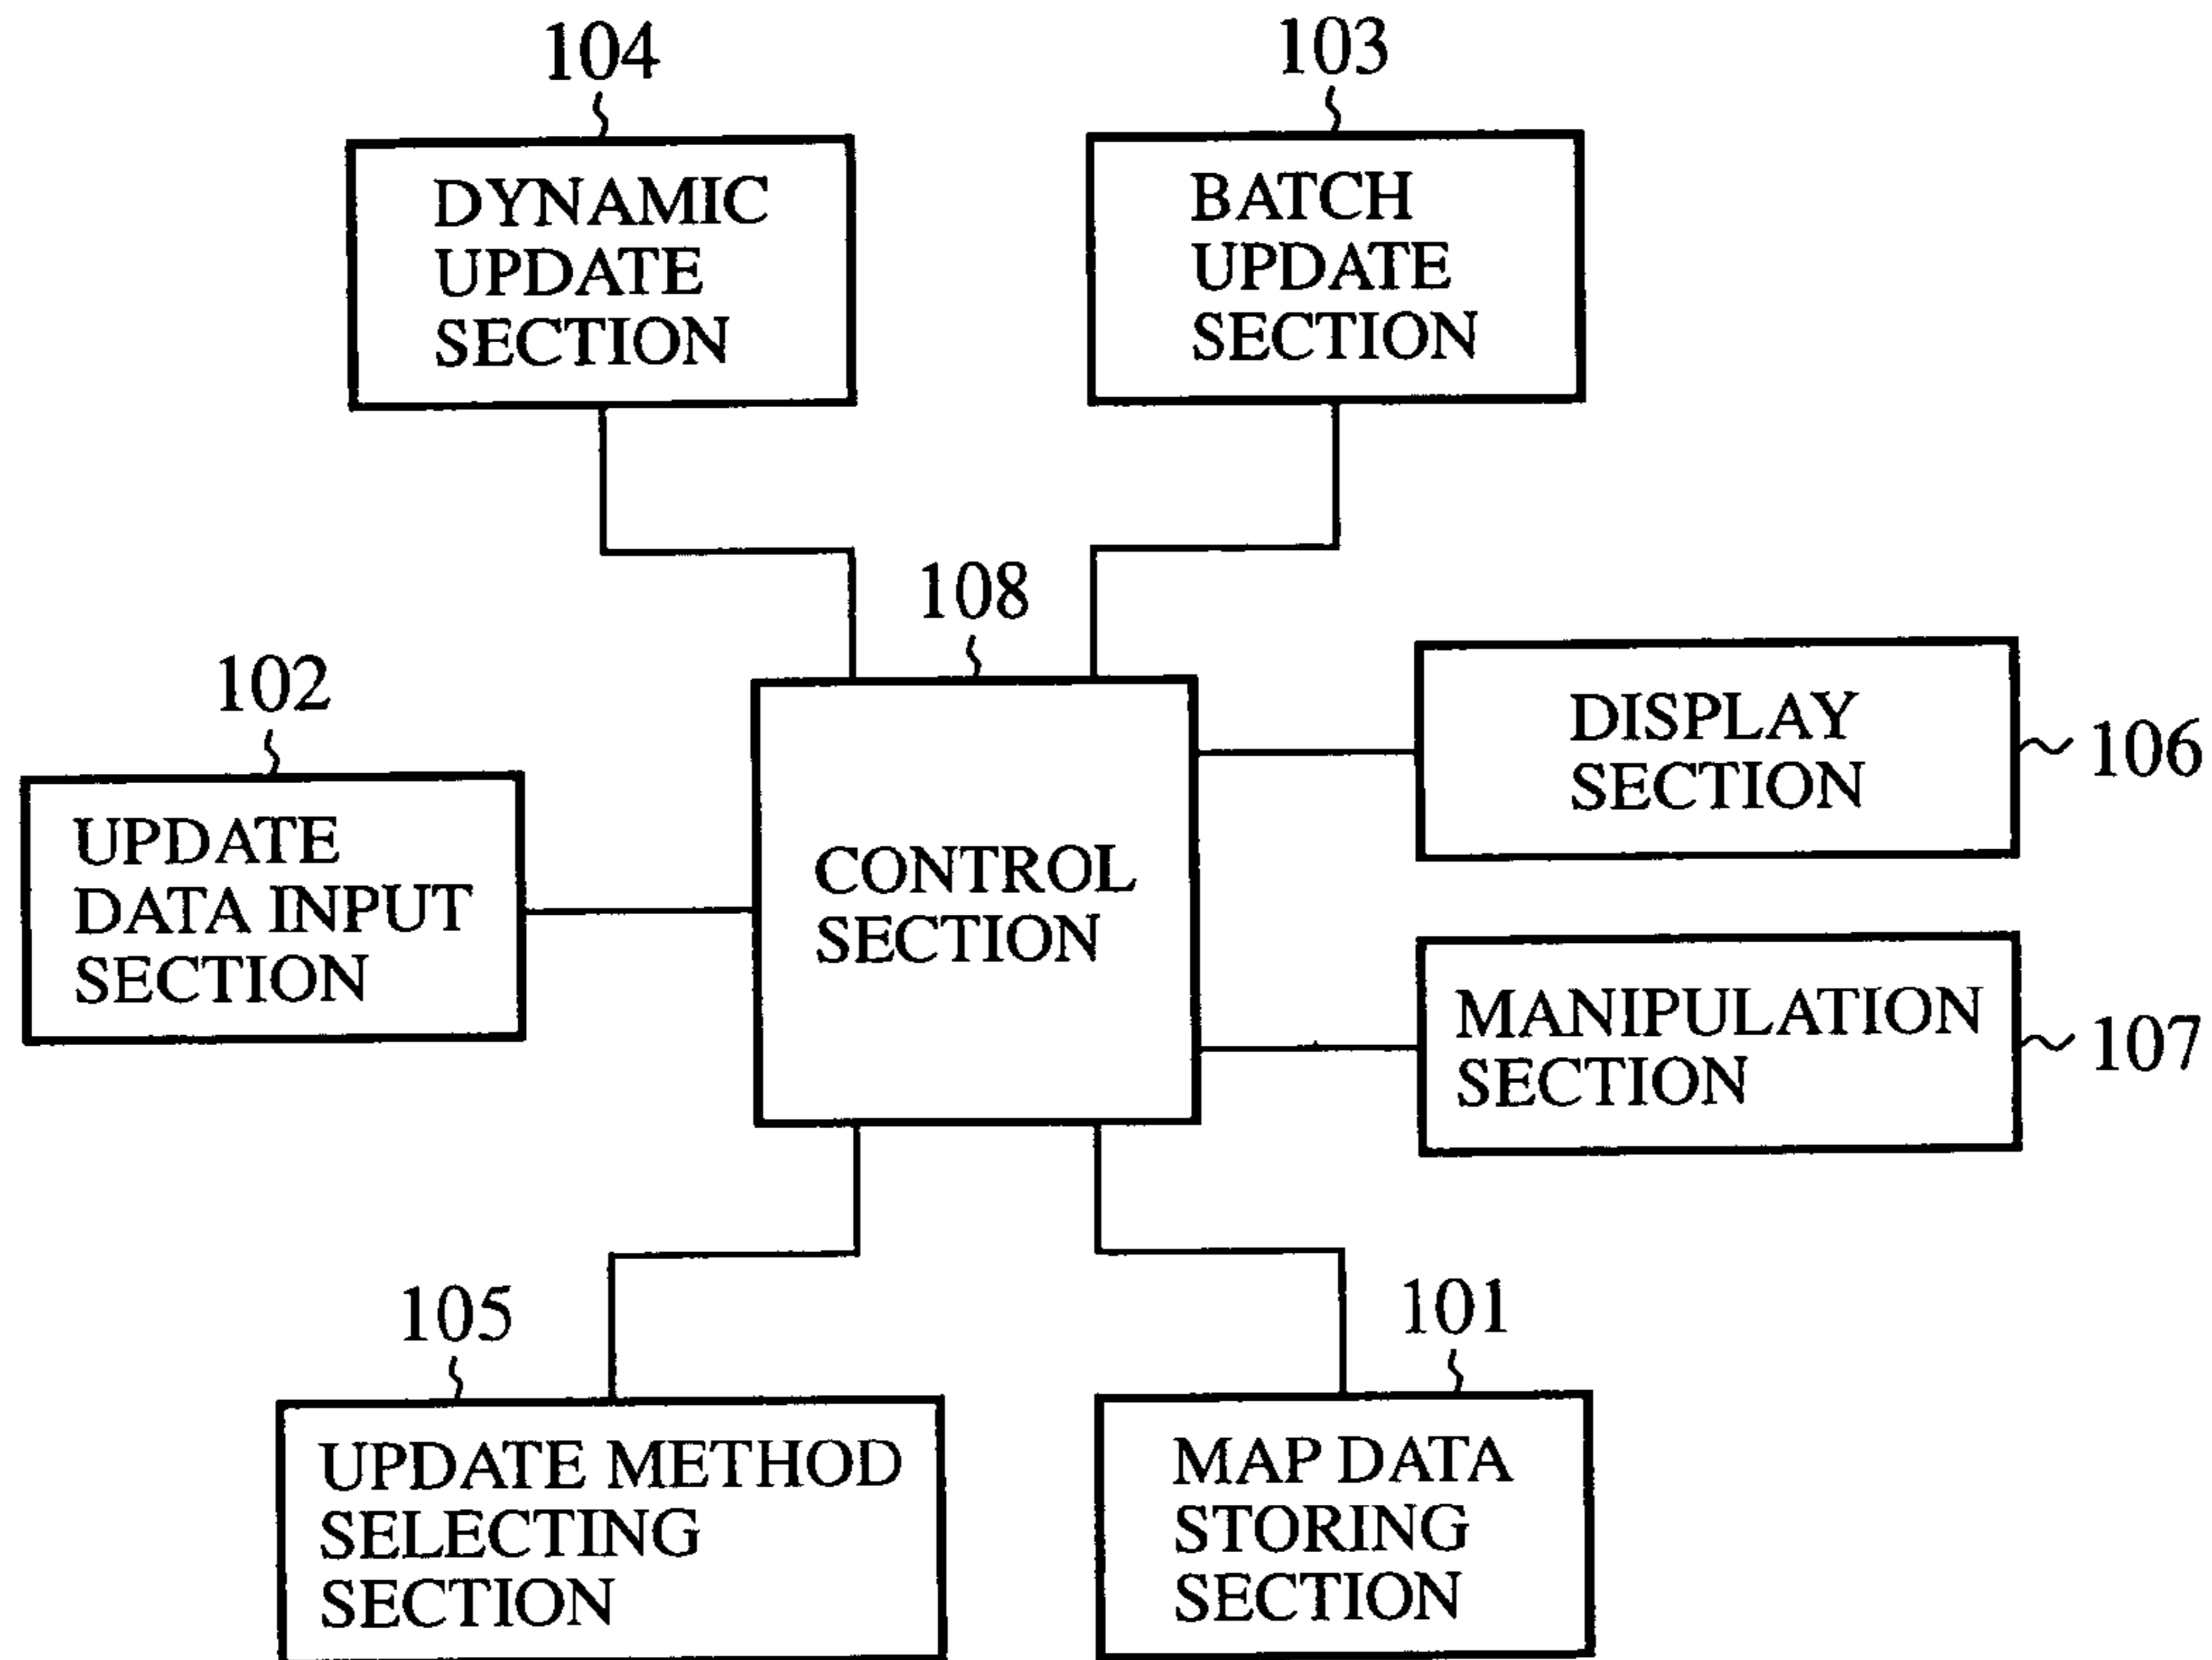 104
DYNAMIC
UPDATE
SECTION
103
BATCH
UPDATE
SECTION
108
CONTROL
SECTION
102
UPDATE
DATA INPUT
SECTION
DISPLAY
SECTION
106
MANIPULATION
SECTION
107
105
UPDATE METHOD
SELECTING
SECTION
101
MAP DATA
STORING
SECTION